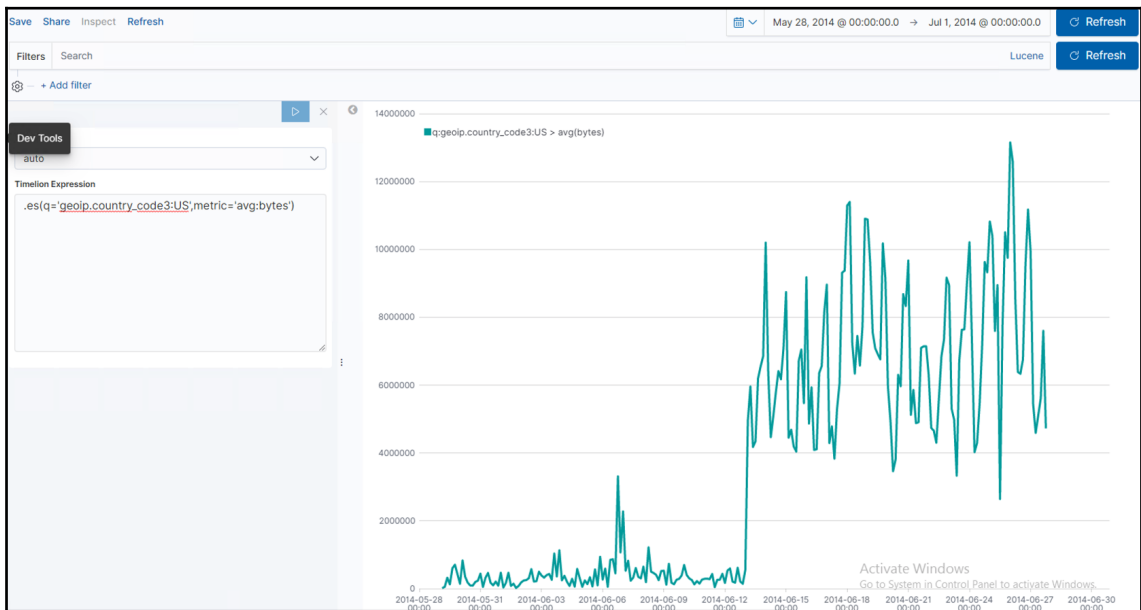 Save Share Inspect Refresh
May 28, 2014 @ 00:00:00.0 → Jul 1, 2014 @ 00:00:00.0 Refresh
Filters Search Lucene Refresh
+ Add filter
Dev Tools
auto
Timelion Expression
.es(q='geoip.country_code3:US',metric='avg:bytes')
q:geoip.country_code3:US > avg(bytes)
14000000
12000000
10000000
8000000
6000000
4000000
2000000
0
2014-05-28 2014-05-31 2014-06-03 2014-06-06 2014-06-09 2014-06-12 2014-06-15 2014-06-18 2014-06-21 2014-06-24 2014-06-27 2014-06-30
00:00 00:00 00:00 00:00 00:00 00:00 00:00 00:00 00:00 00:00 00:00 00:00
Activate Windows
Go to System in Control Panel to activate Windows.